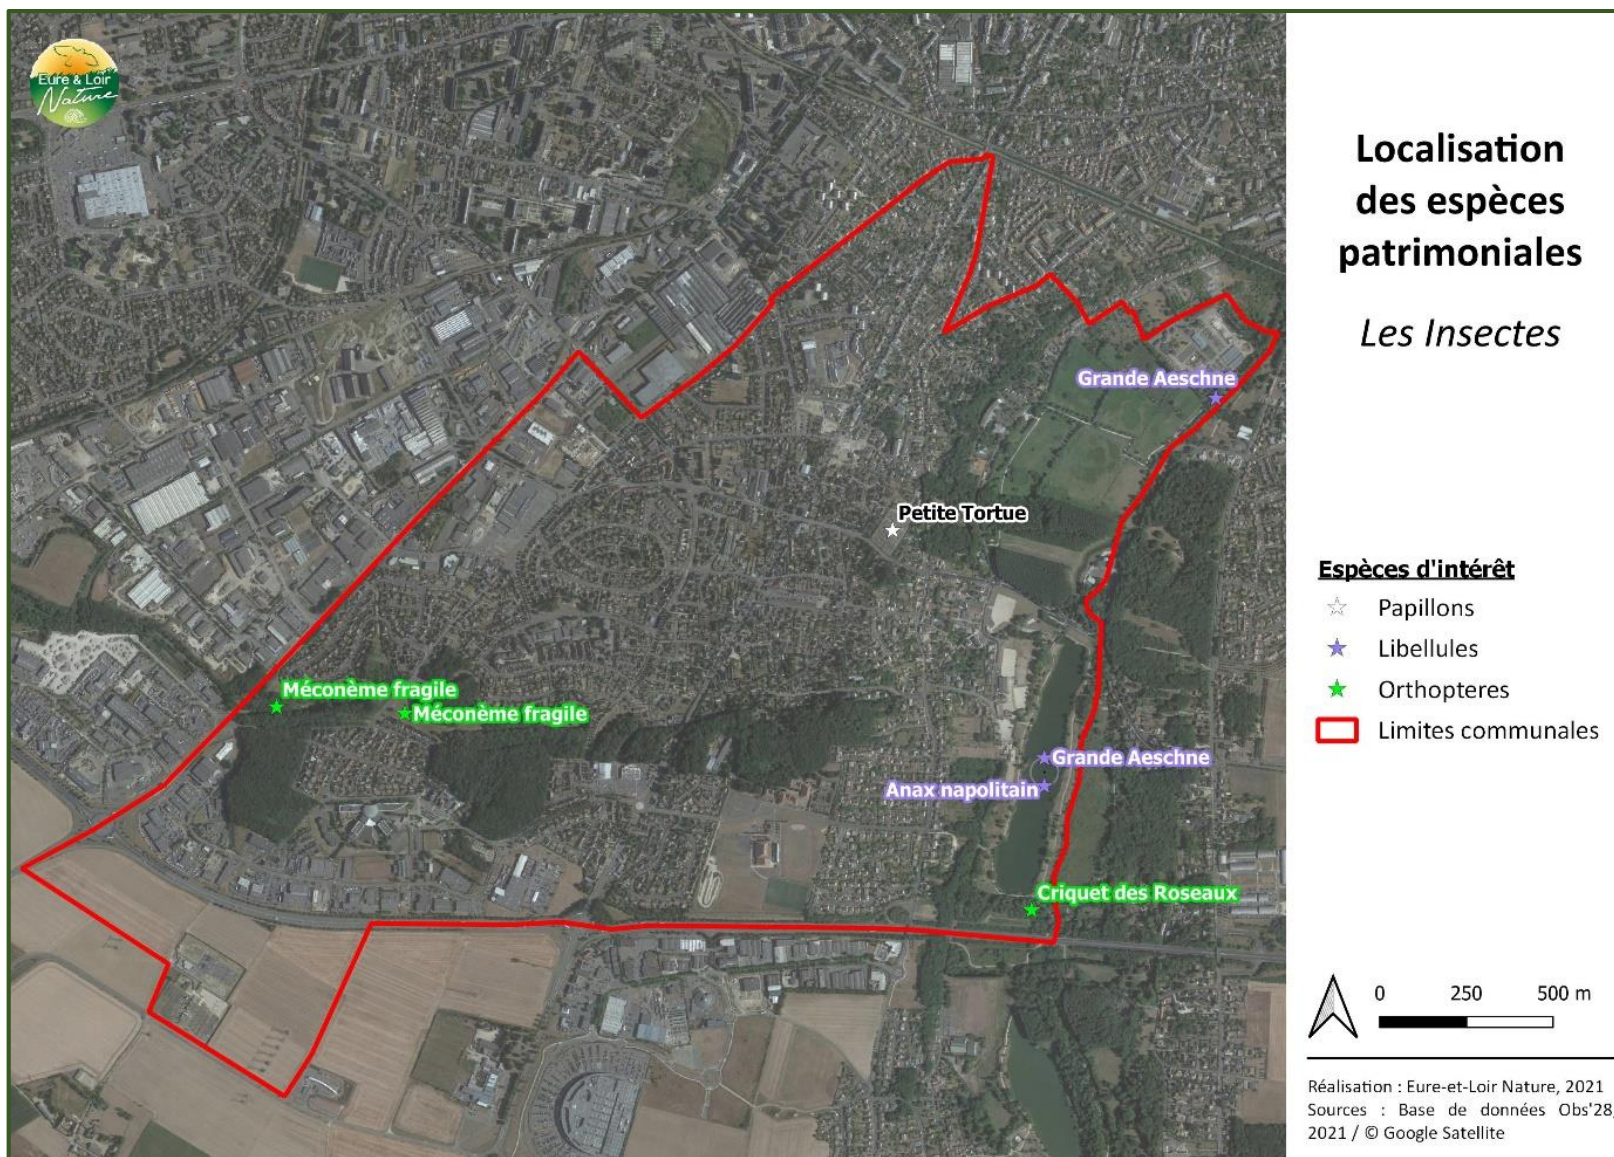 Eure & Loir
Nature
Localisation
des espèces
patrimoniales
Les Insectes
Grande Aeschne
Petite Tortue
Méconème fragile
Méconème fragile
Grande Aeschne
Anax napolitain
Criquet des Roseaux
Espèces d'intérêt
Papillons
Libellules
Orthopteres
Limites communales
0 250 500 m
Réalisation : Eure-et-Loir Nature, 2021
Sources : Base de données Obs'28,
2021 / © Google Satellite